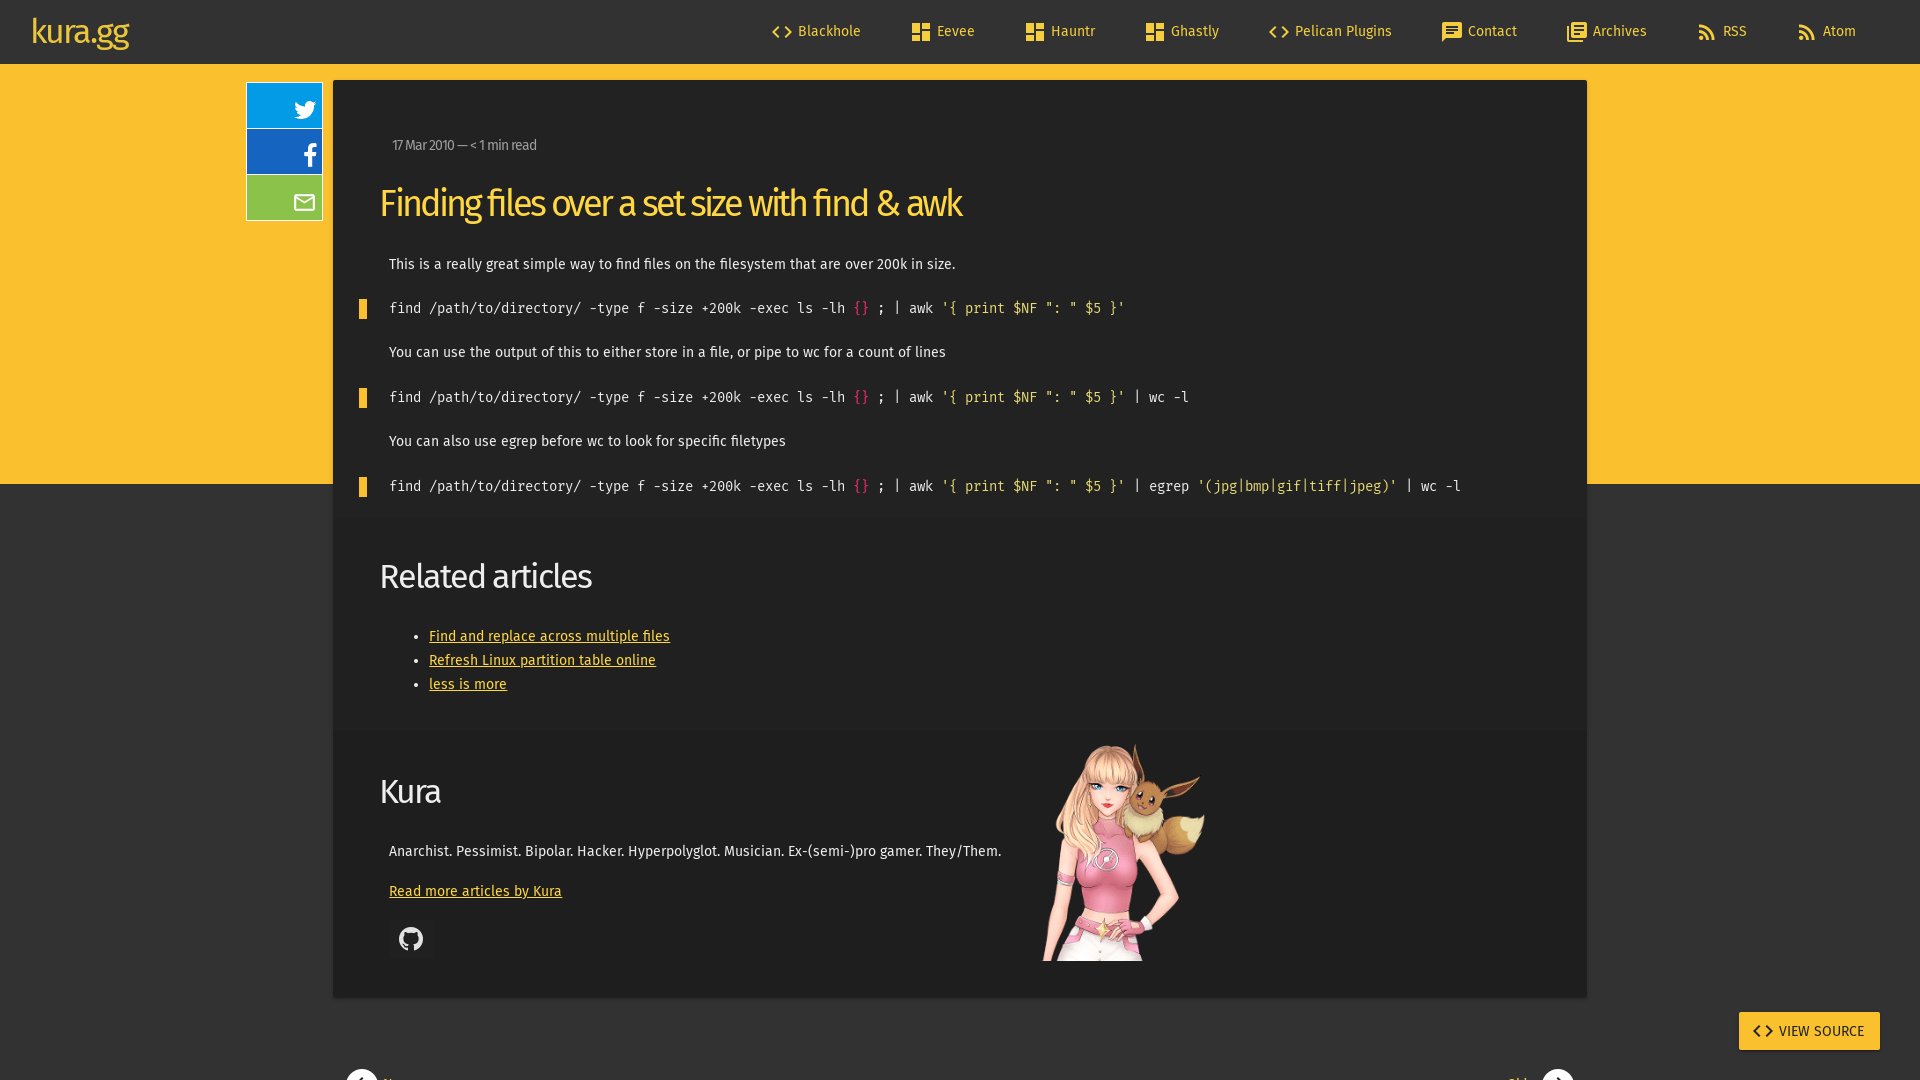 kura.gg
Blackhole
Eevee
Hauntr
Ghastly
Pelican Plugins
Contact
Archives
RSS
Atom
17 Mar 2010 — < 1 min read
Finding files over a set size with find & awk
This is a really great simple way to find files on the filesystem that are over 200k in size.
find /path/to/directory/ -type f -size +200k -exec ls -lh {} ; | awk '{ print $NF ": " $5 }'
You can use the output of this to either store in a file, or pipe to wc for a count of lines
find /path/to/directory/ -type f -size +200k -exec ls -lh {} ; | awk '{ print $NF ": " $5 }' | wc -l
You can also use egrep before wc to look for specific filetypes
find /path/to/directory/ -type f -size +200k -exec ls -lh {} ; | awk '{ print $NF ": " $5 }' | egrep '(jpg|bmp|gif|tiff|jpeg)' | wc -l
Related articles
Find and replace across multiple files
Refresh Linux partition table online
less is more
Kura
Anarchist. Pessimist. Bipolar. Hacker. Hyperpolyglot. Musician. Ex-(semi-)pro gamer. They/Them.
Read more articles by Kura
VIEW SOURCE